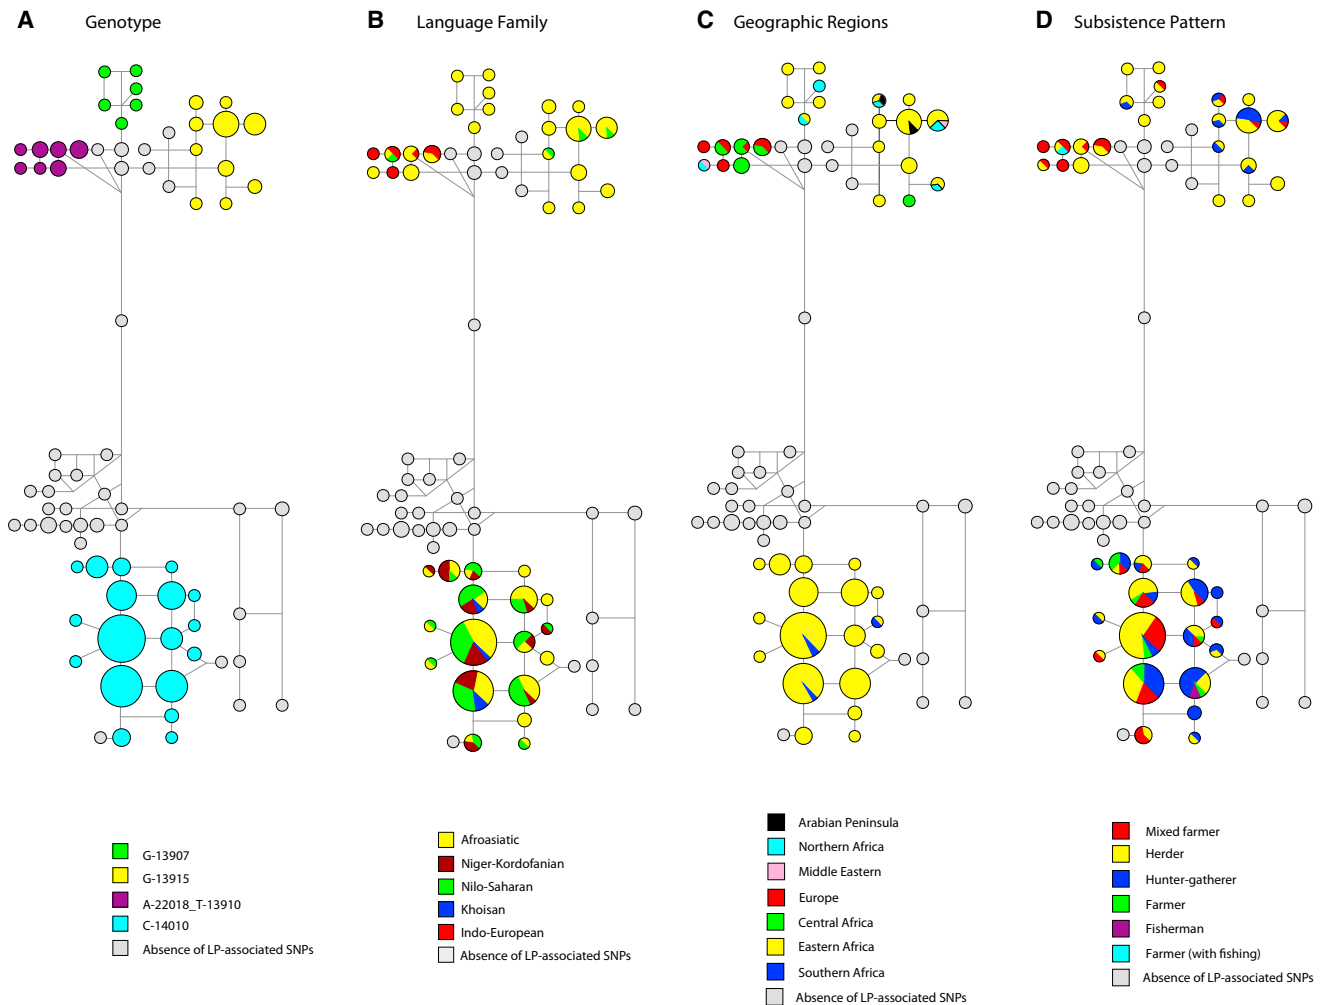 A Genotype
B Language Family
C Geographic Regions
D Subsistence Pattern
G-13907
G-13915
A-22018_T-13910
C-14010
Absence of LP-associated SNPs
Afroasiatic
Niger-Kordofanian
Nilo-Saharan
Khoisan
Indo-European
Absence of LP-associated SNPs
Arabian Peninsula
Northern Africa
Middle Eastern
Europe
Central Africa
Eastern Africa
Southern Africa
Absence of LP-associated SNPs
Mixed farmer
Herder
Hunter-gatherer
Farmer
Fisherman
Farmer (with fishing)
Absence of LP-associated SNPs